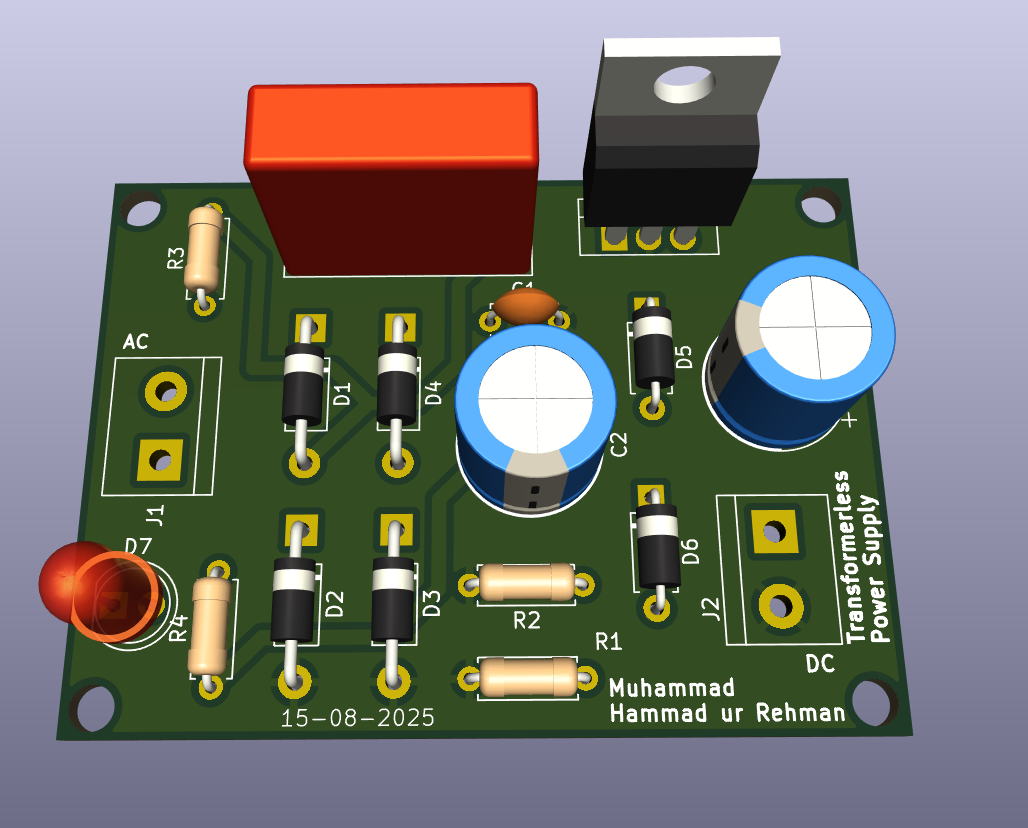 R3
AC
J1
D1
D4
C1
D5
C2
+
D7
R4
D2
D3
R2
R1
D6
J2
DC
Transformerless
Power Supply
Muhammad
Hammad ur Rehman
15-08-2025